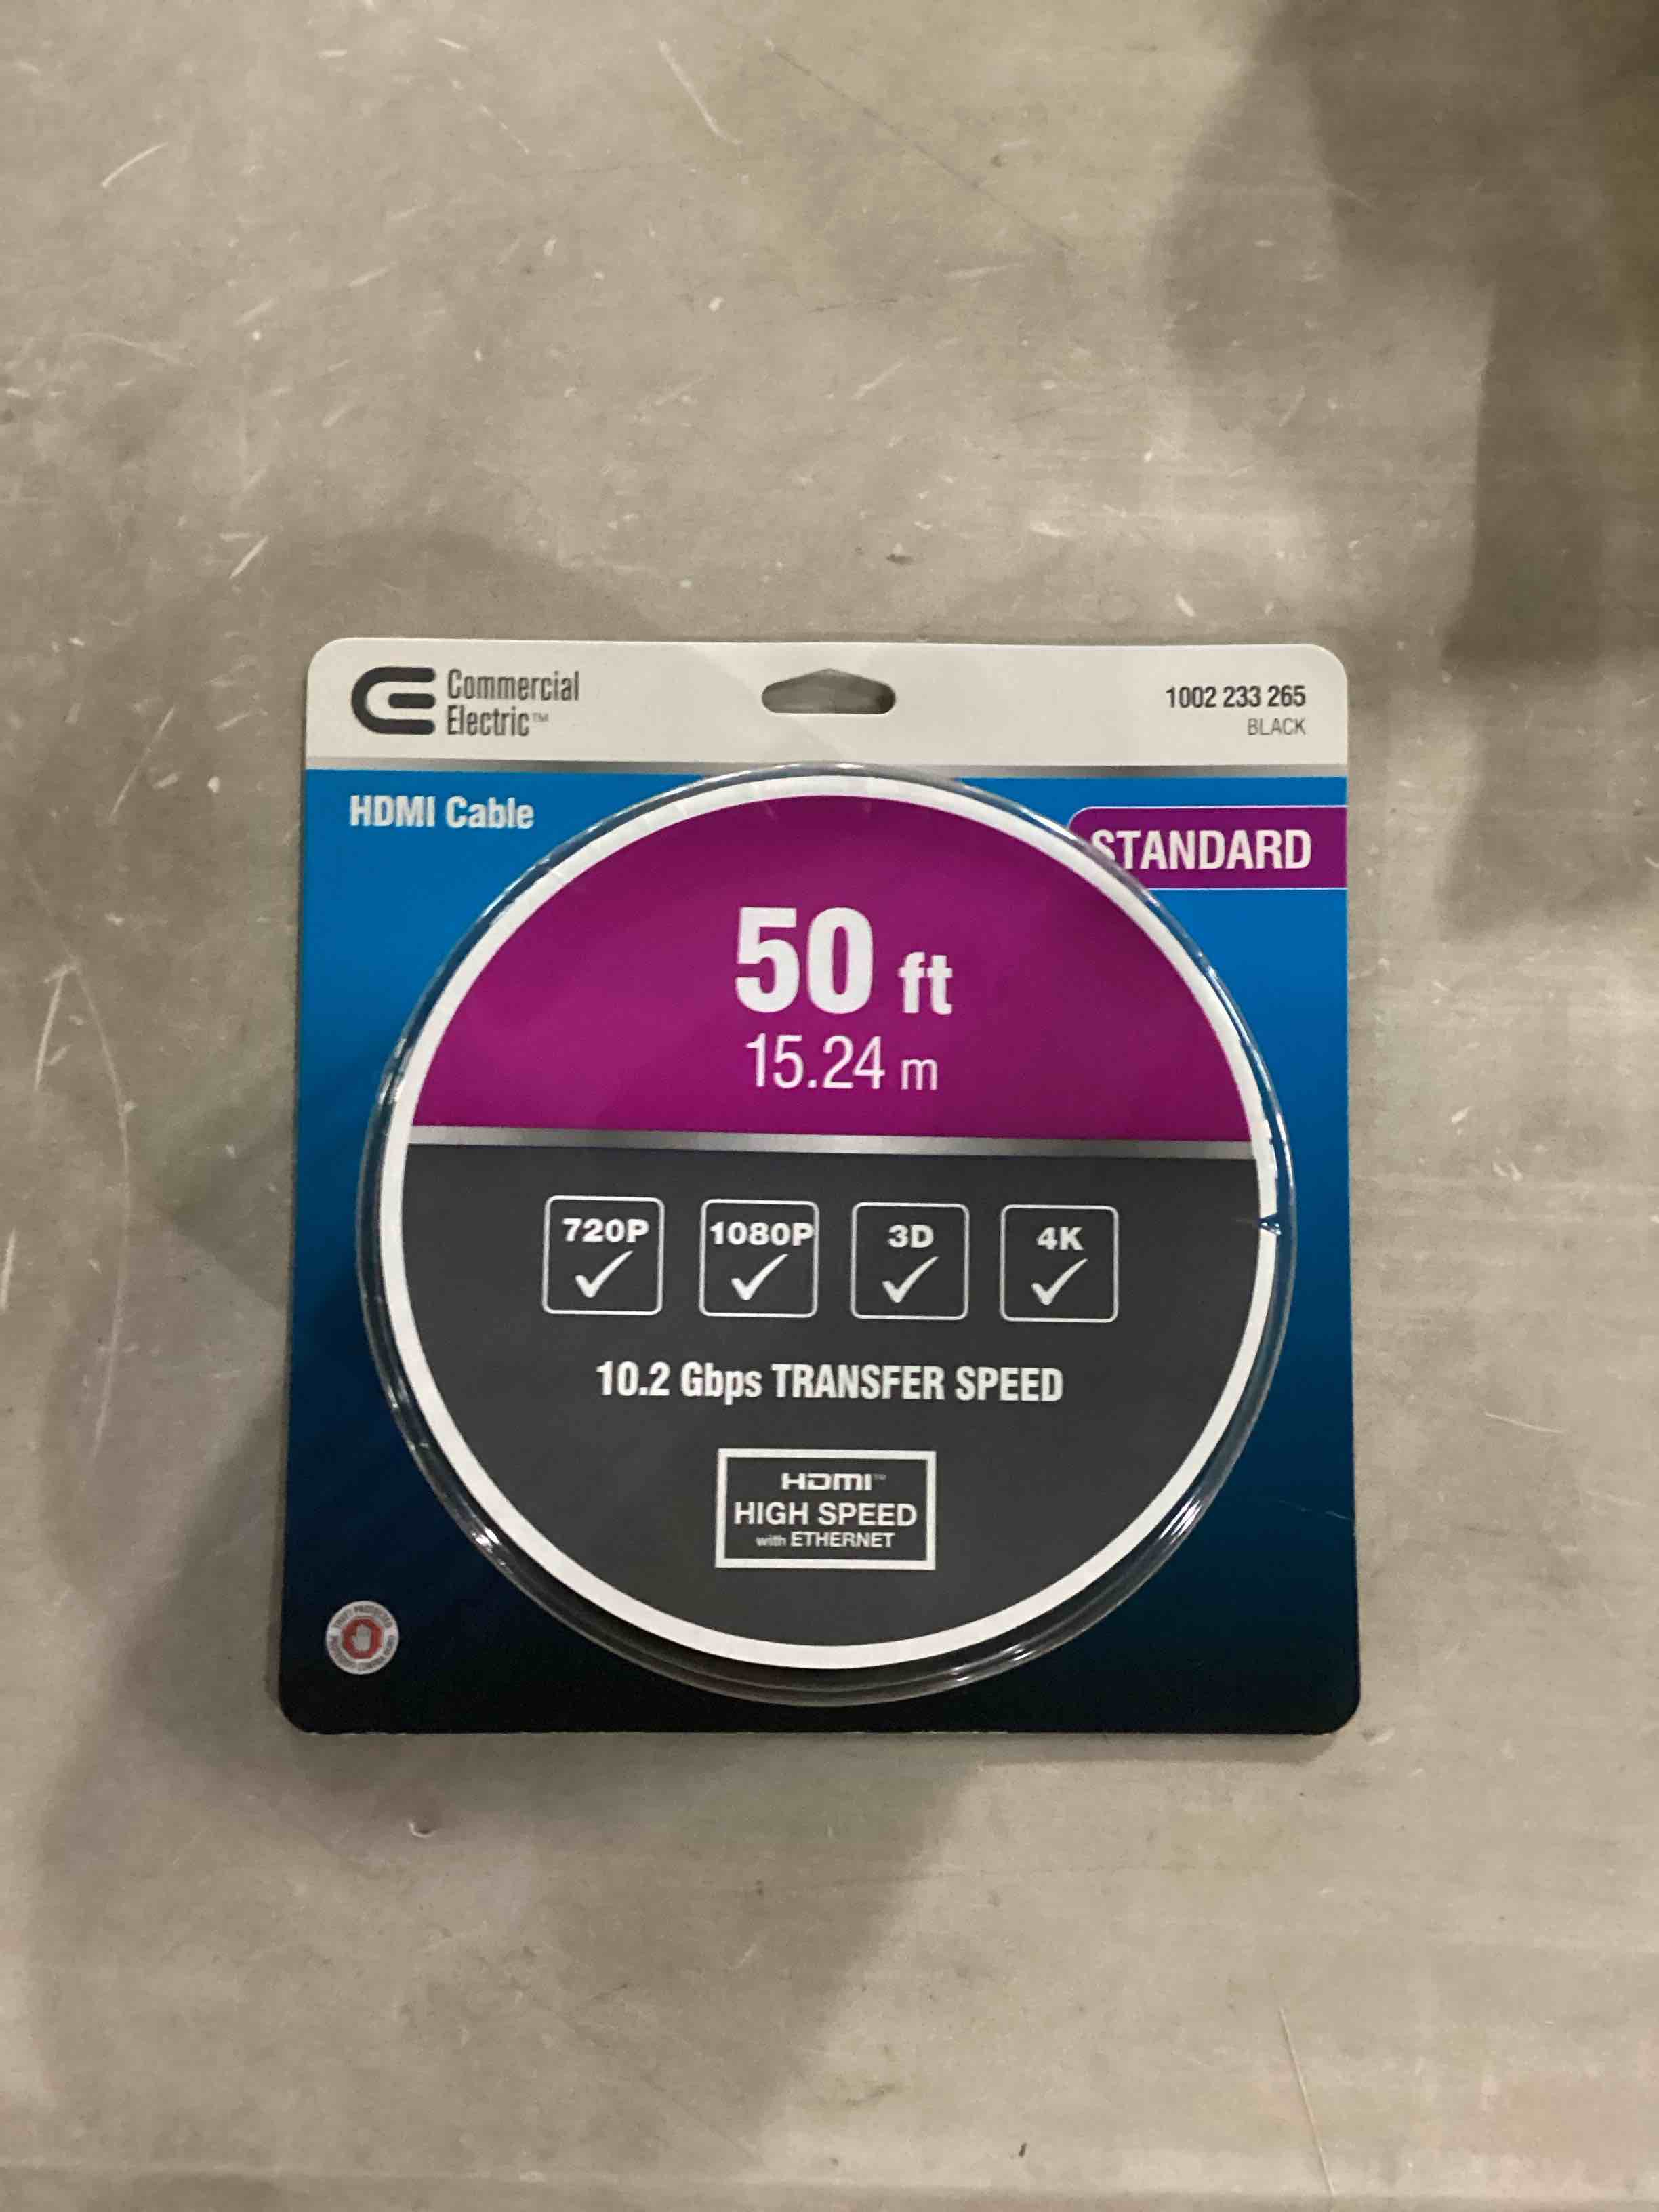 Commercial
Electric™
1002 233 265
BLACK
HDMI Cable
STANDARD
50 ft
15.24 m
720P
1080P
3D
4K
10.2 Gbps TRANSFER SPEED
HDMI™
HIGH SPEED
with ETHERNET